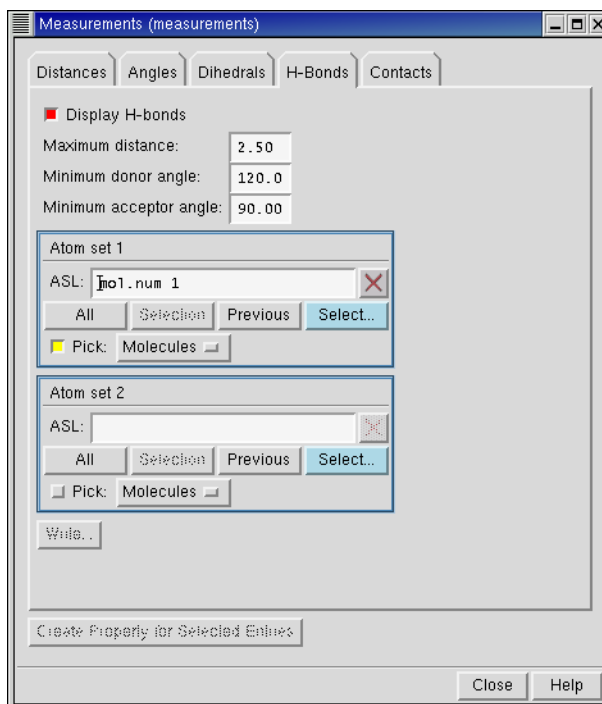 Measurements (measurements)
Distances Angles Dihedrals H-Bonds Contacts
Display H-bonds
Maximum distance: 2.50
Minimum donor angle: 120.0
Minimum acceptor angle: 90.00
Atom set 1
ASL: mol.num 1
All Selection Previous Select...
Pick: Molecules
Atom set 2
ASL:
All Selection Previous Select...
Pick: Molecules
Write...
Create Property for Selected Entries
Close Help